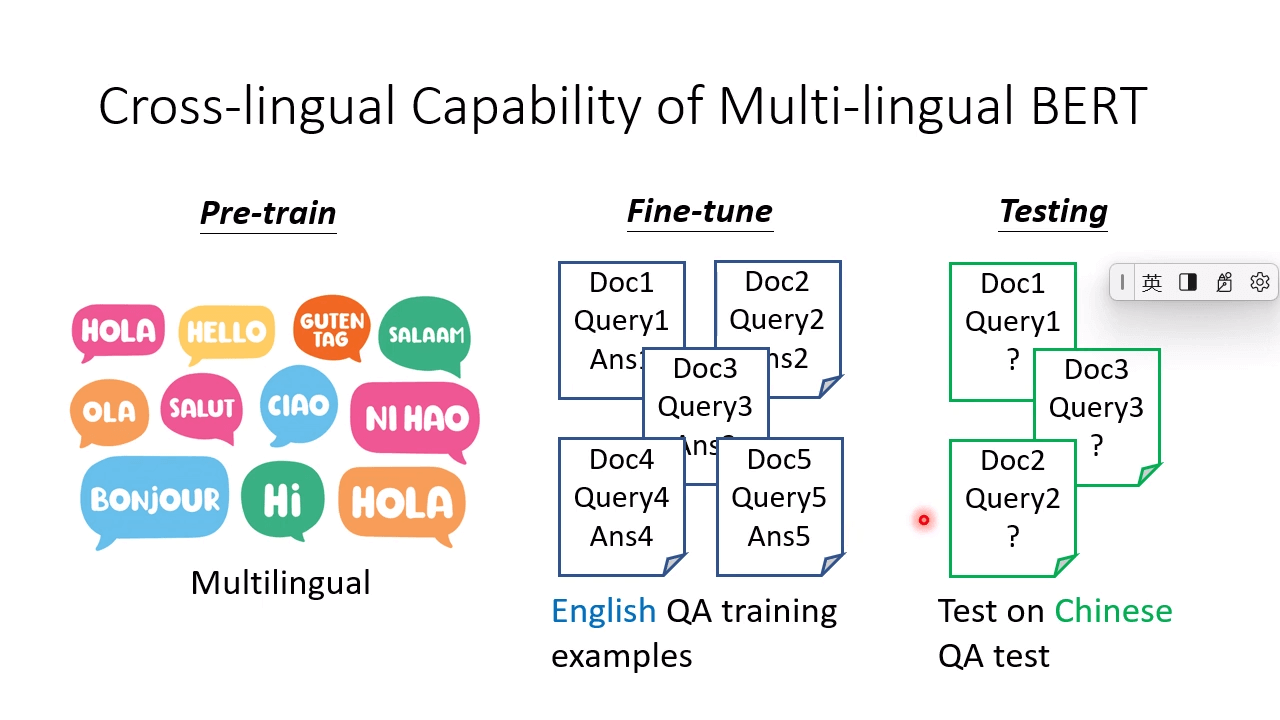 Cross-lingual Capability of Multi-lingual BERT
Pre-train
HOLA
HELLO
GUTEN
TAG
SALAAM
OLA
SALUT
CIAO
NI HAO
BONjOUR
Hi
HOLA
Multilingual
Fine-tune
Doc1
Query1
Ans1
Doc2
Query2
Ans2
Doc3
Query3
Ans3
Doc4
Query4
Ans4
Doc5
Query5
Ans5
English QA training
examples
Testing
Doc1
Query1
?
Doc3
Query3
?
Doc2
Query2
?
Test on Chinese
QA test
英